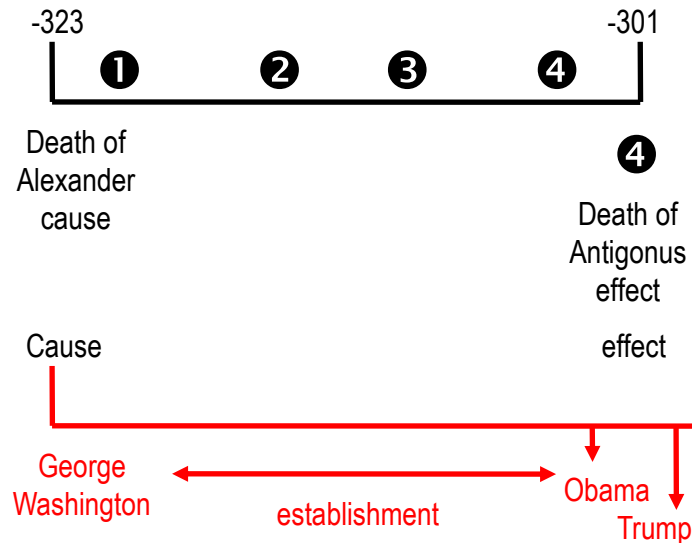 -323 -301
❶ ❷ ❸ ❹
Death of
Alexander
cause
❹
Death of
Antigonus
effect
Cause effect
George
Washington
establishment
Obama
Trump